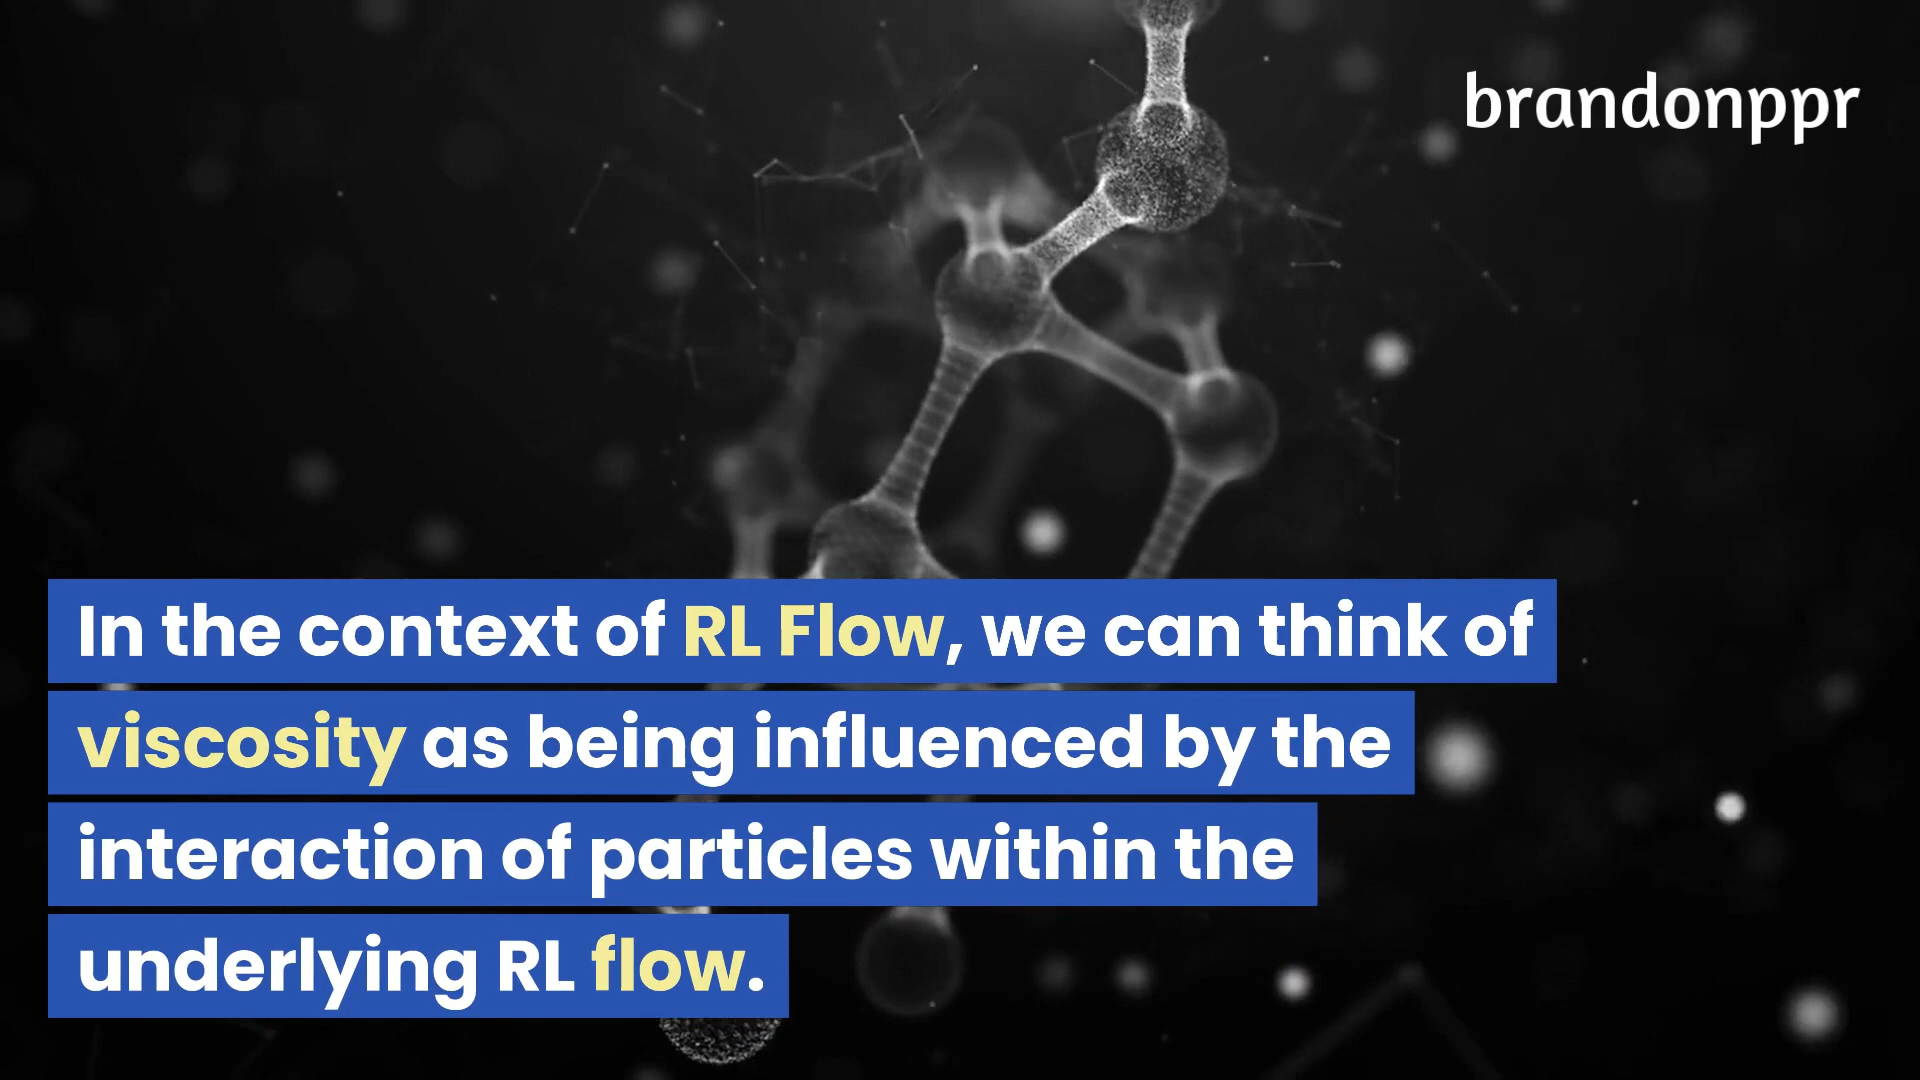 brandonppr
In the context of RL Flow, we can think of
viscosity as being influenced by the
interaction of particles within the
underlying RL flow.